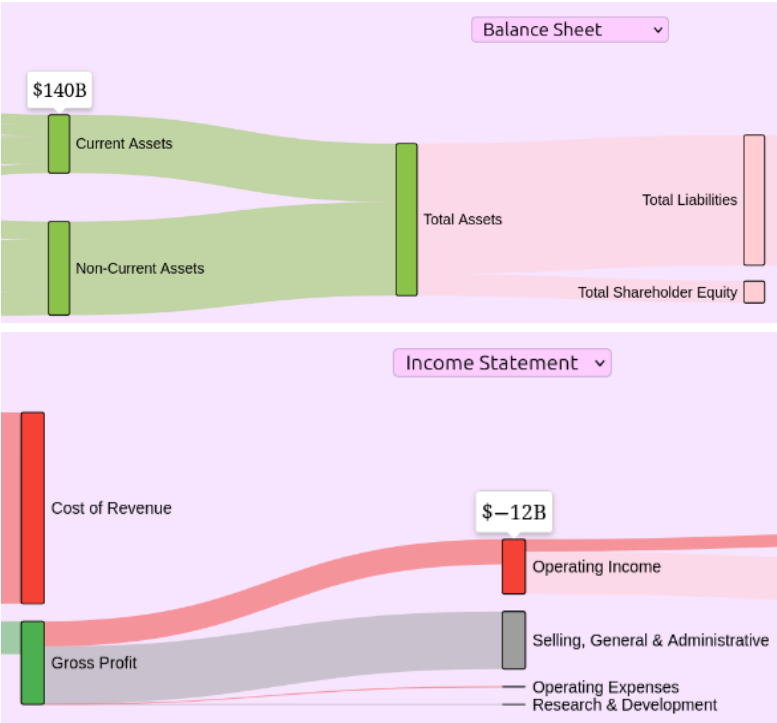 Balance Sheet
$140B
Current Assets
Total Liabilities
Total Assets
Non-Current Assets
Total Shareholder Equity
Income Statement
Cost of Revenue
$−12B
Operating Income
Selling, General & Administrative
Gross Profit
Operating Expenses
Research & Development